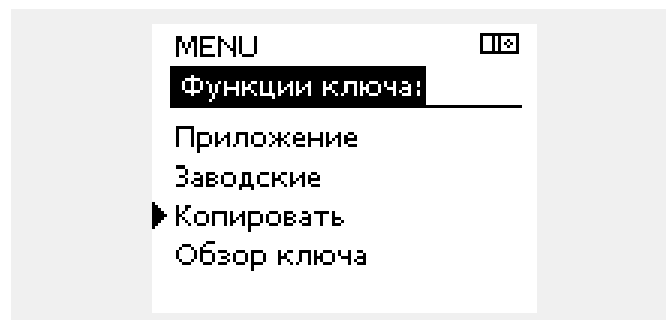 MENU
Функции ключа:
Приложение
Заводские
Копировать
Обзор ключа